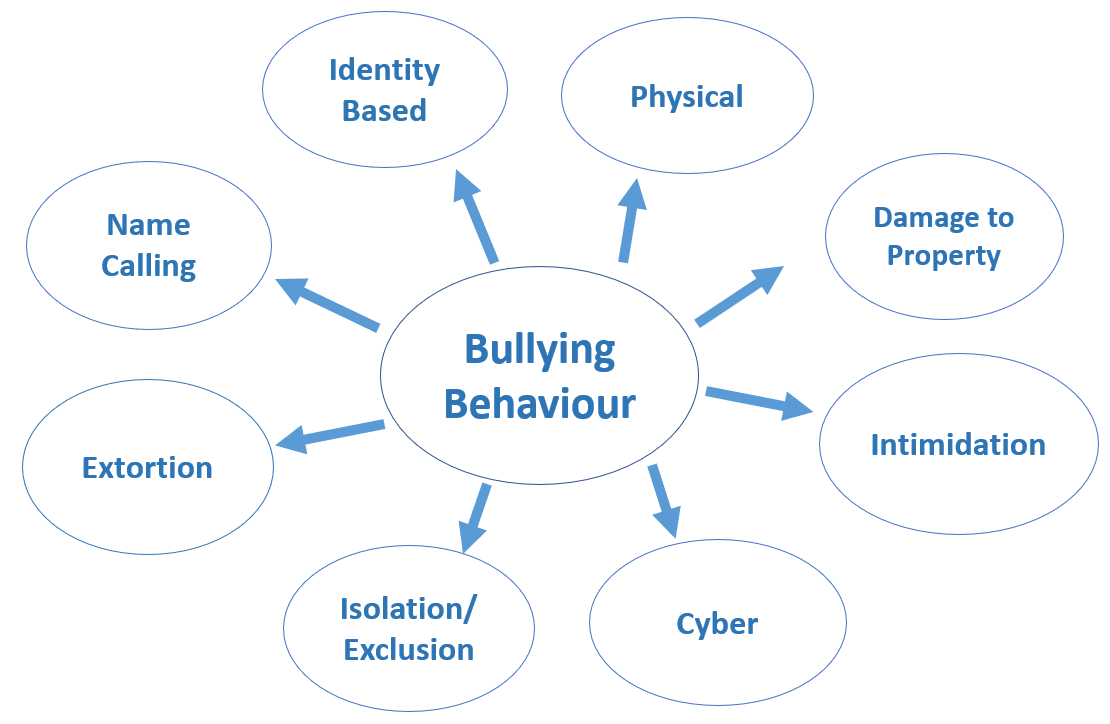 Identity
Based
Physical
Name
Calling
Damage to
Property
Bullying
Behaviour
Extortion
Intimidation
Isolation/
Exclusion
Cyber